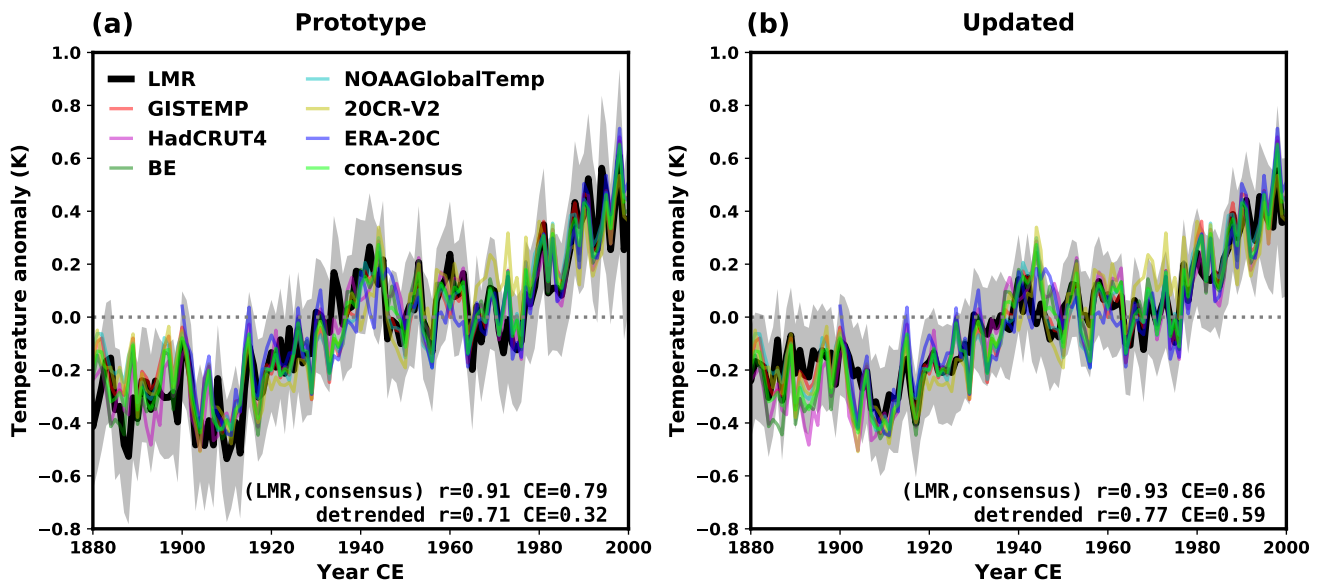 (a) Prototype
1.0
0.8
0.6
0.4
0.2
0.0
−0.2
−0.4
−0.6
−0.8
Temperature anomaly (K)
LMR
GISTEMP
HadCRUT4
BE
NOAAGlobalTemp
20CR-V2
ERA-20C
consensus
(LMR,consensus) r=0.91 CE=0.79
detrended r=0.71 CE=0.32
1880 1900 1920 1940 1960 1980 2000
Year CE
(b) Updated
1.0
0.8
0.6
0.4
0.2
0.0
−0.2
−0.4
−0.6
−0.8
Temperature anomaly (K)
(LMR,consensus) r=0.93 CE=0.86
detrended r=0.77 CE=0.59
1880 1900 1920 1940 1960 1980 2000
Year CE